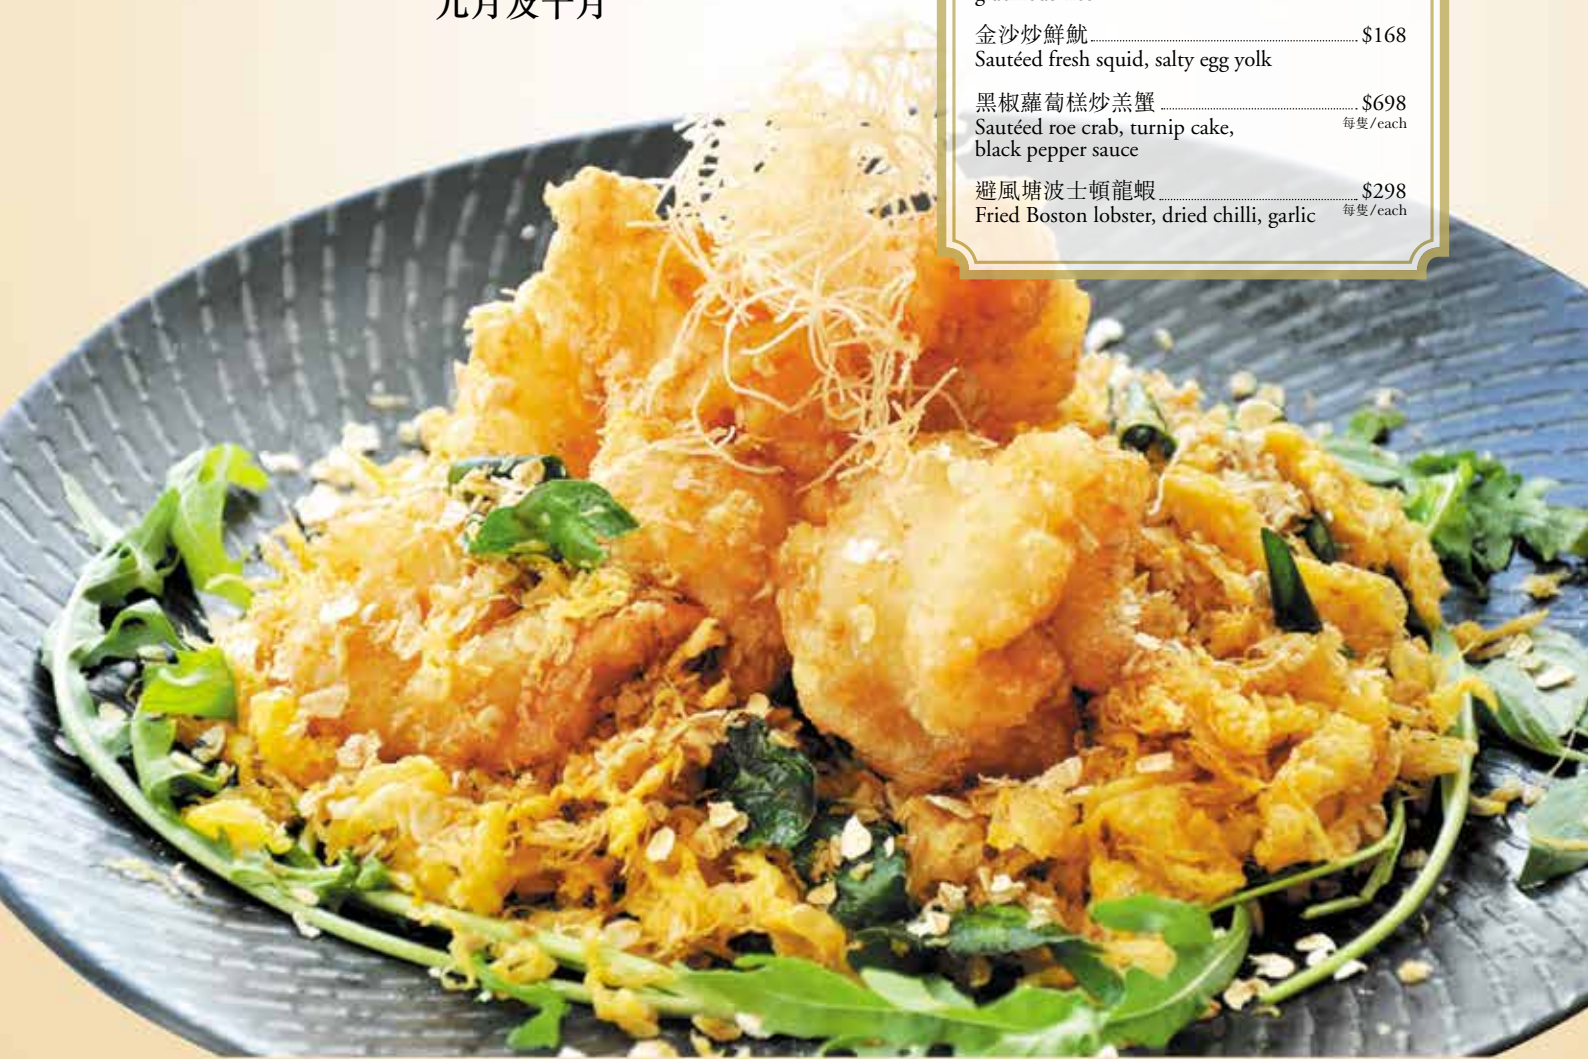 九月及十月
金沙炒鮮魷 $168
Sautéed fresh squid, salty egg yolk
黑椒蘿蔔糕炒羔蟹 $698
Sautéed roe crab, turnip cake, 每隻/each
black pepper sauce
避風塘波士頓龍蝦 $298
Fried Boston lobster, dried chilli, garlic 每隻/each